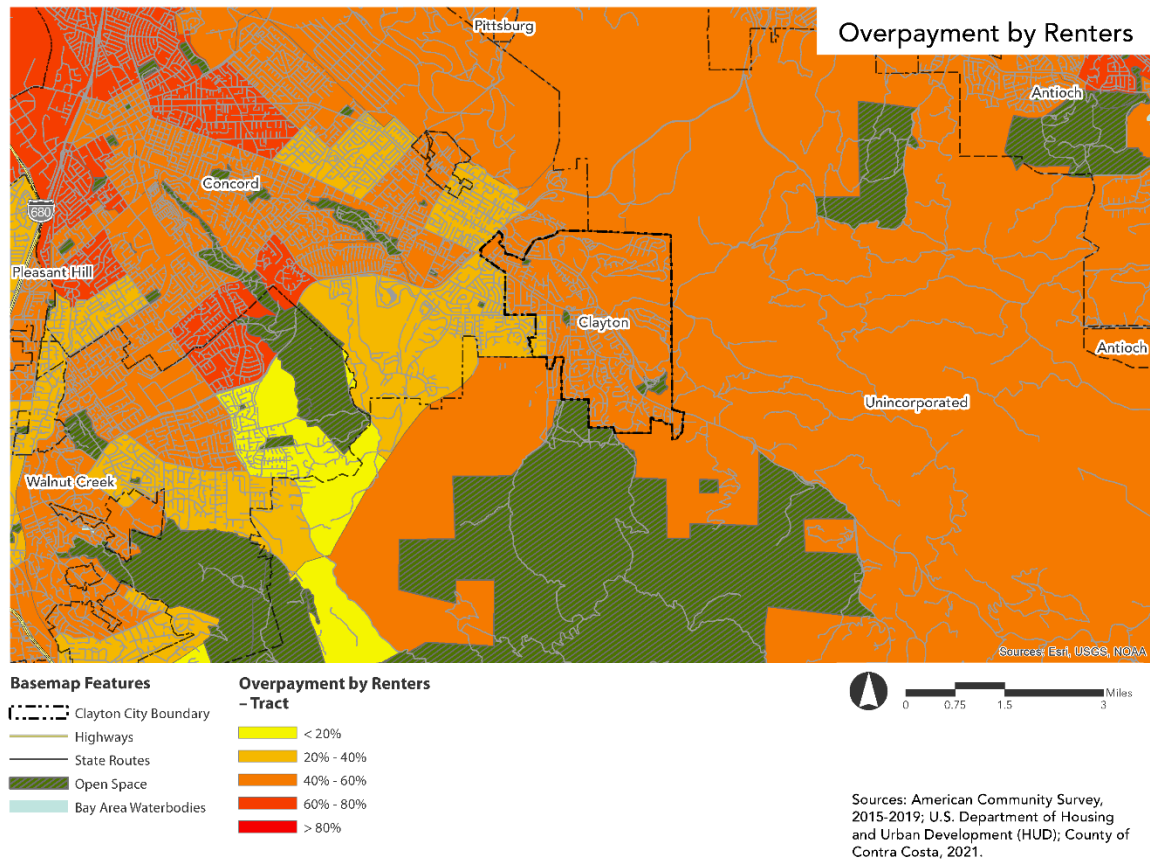 Overpayment by Renters
Pittsburg
Antioch
Concord
680
Pleasant Hill
Clayton
Antioch
Unincorporated
Walnut Creek
Sources: Esri, USGS, NOAA
Basemap Features
Clayton City Boundary
Highways
State Routes
Open Space
Bay Area Waterbodies
Overpayment by Renters
– Tract
< 20%
20% - 40%
40% - 60%
60% - 80%
> 80%
Miles
0 0.75 1.5 3
Sources: American Community Survey,
2015-2019; U.S. Department of Housing
and Urban Development (HUD); County of
Contra Costa, 2021.